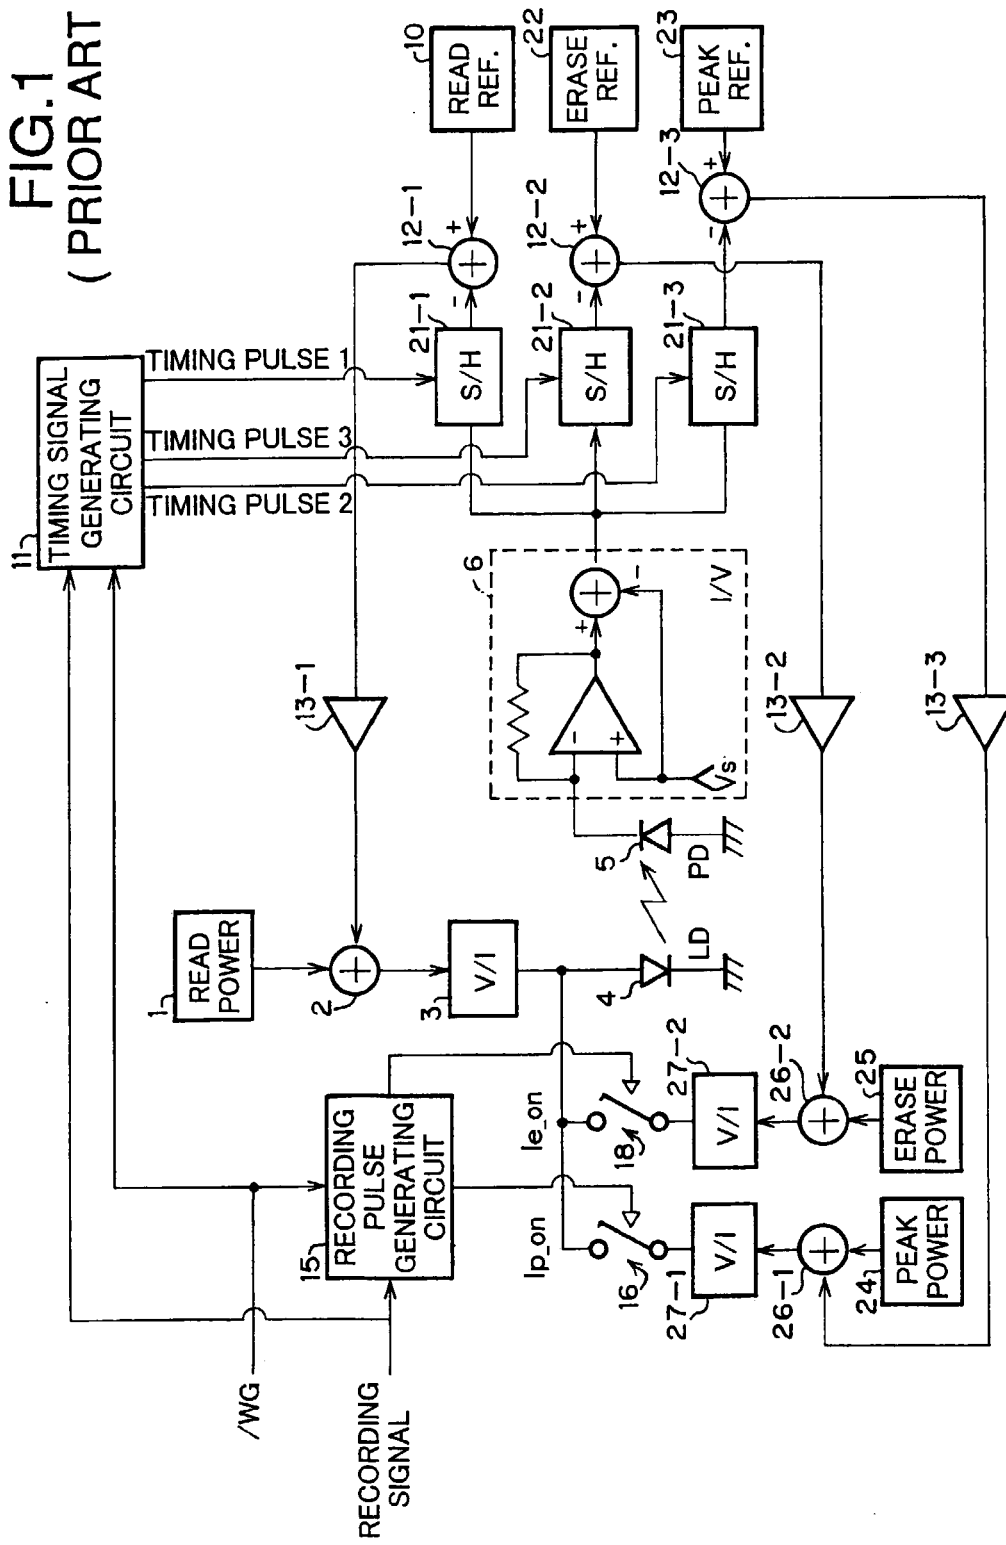 FIG.1
( PRIOR ART
/WG
RECORDING
SIGNAL
15
RECORDING
PULSE
GENERATING
CIRCUIT
11
TIMING SIGNAL
GENERATING
CIRCUIT
TIMING PULSE 1
TIMING PULSE 3
TIMING PULSE 2
1
READ
POWER
2
3
V/I
4
LD
5
PD
13-1
6
I/V
+
-
-
+
Vs
21-1
S/H
21-2
S/H
21-3
S/H
12-1
+
-
12-2
+
-
12-3
+
-
10
READ
REF.
22
ERASE
REF.
23
PEAK
REF.
Ip_on
Ie_on
16
18
27-1
V/I
27-2
V/I
26-1
26-2
24
PEAK
POWER
25
ERASE
POWER
13-2
13-3